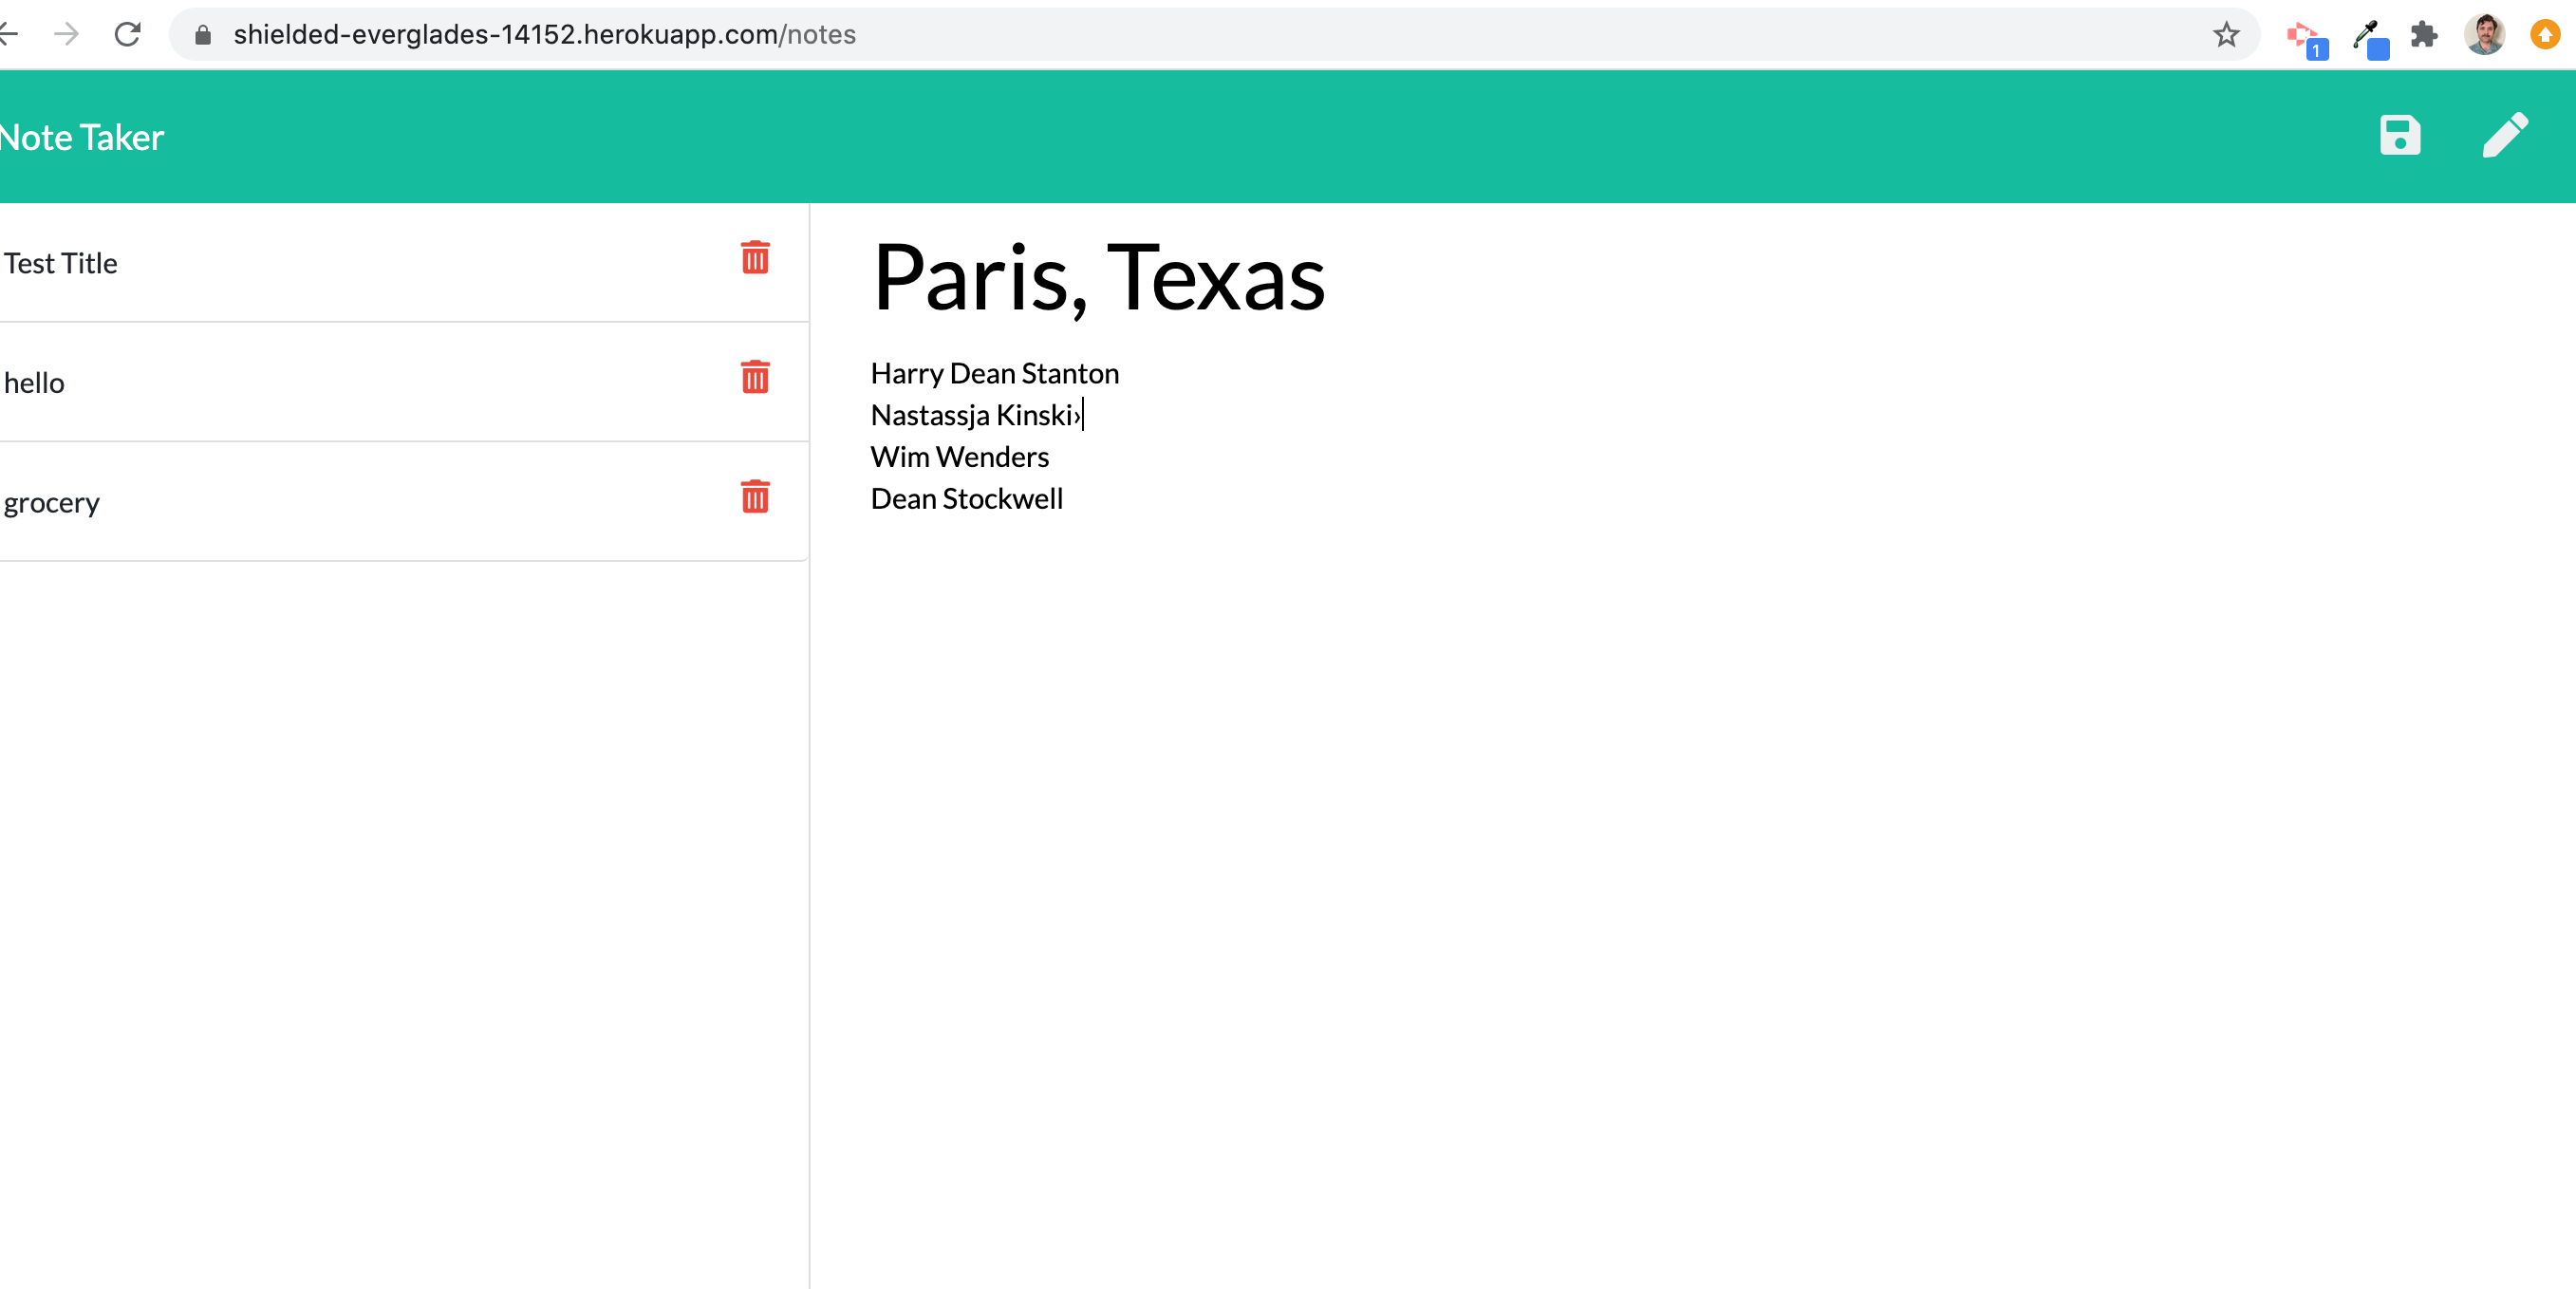 shielded-everglades-14152.herokuapp.com/notes
1
Note Taker
Test Title
hello
grocery
Paris, Texas
Harry Dean Stanton
Nastassja Kinski›
Wim Wenders
Dean Stockwell